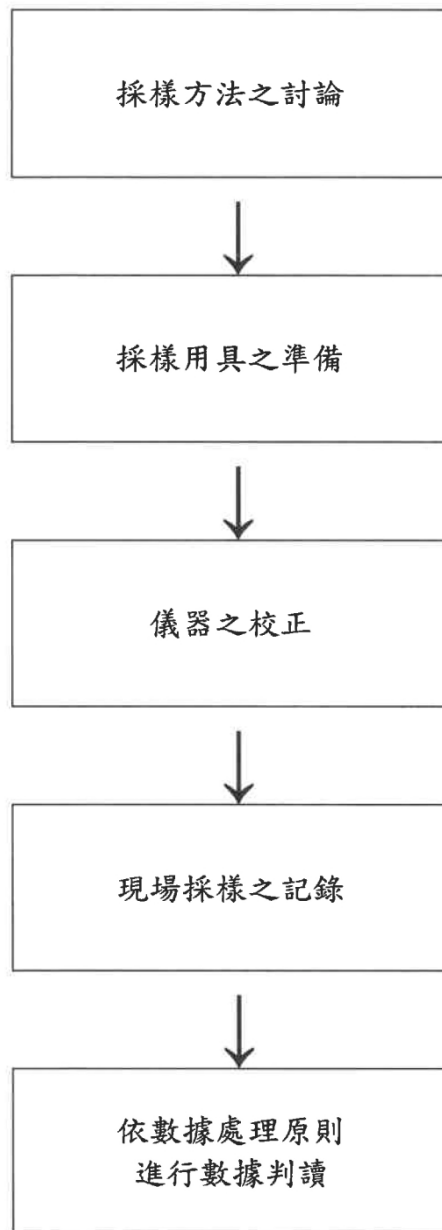 採樣方法之討論
採樣用具之準備
儀器之校正
現場採樣之記錄
依數據處理原則
進行數據判讀